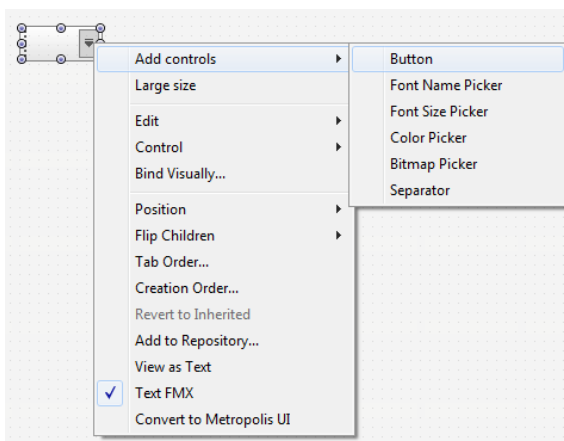 Add controls
Large size
Edit
Control
Bind Visually...
Position
Flip Children
Tab Order...
Creation Order...
Revert to Inherited
Add to Repository...
View as Text
Text FMX
Convert to Metropolis UI
Button
Font Name Picker
Font Size Picker
Color Picker
Bitmap Picker
Separator